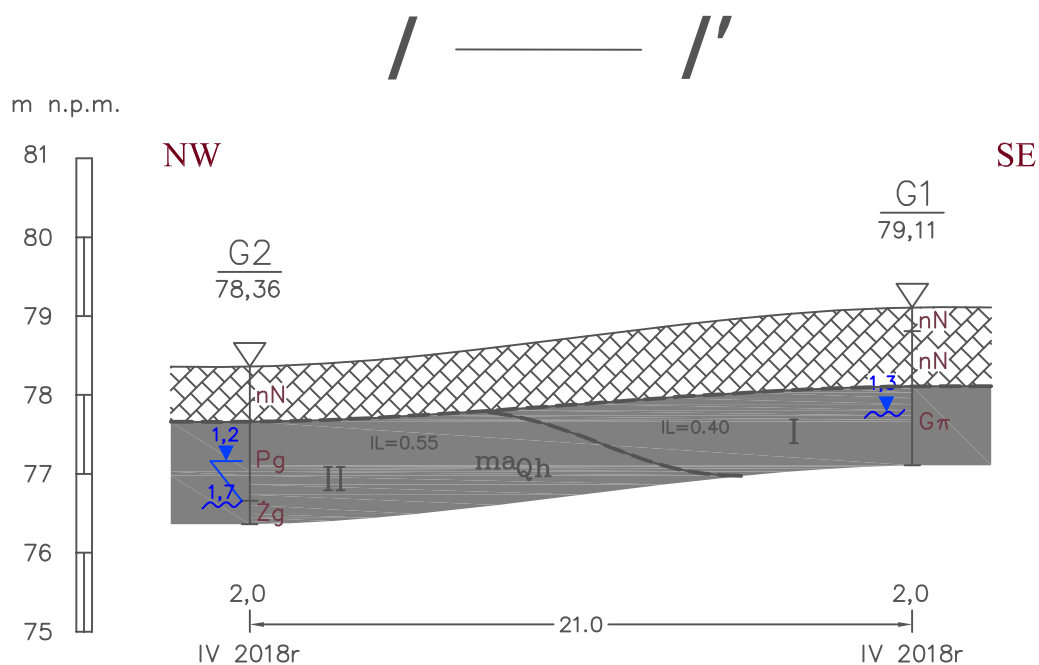 I I'
m n.p.m.
81
NW
SE
G1
80
79,11
G2
78,36
79
nN
nN
78
nN
1,3
Gπ
IL=0.40
I
1,2
IL=0.55
Pg
maQh
77
II
1,7
Żg
76
2,0
2,0
75
21.0
IV 2018r
IV 2018r